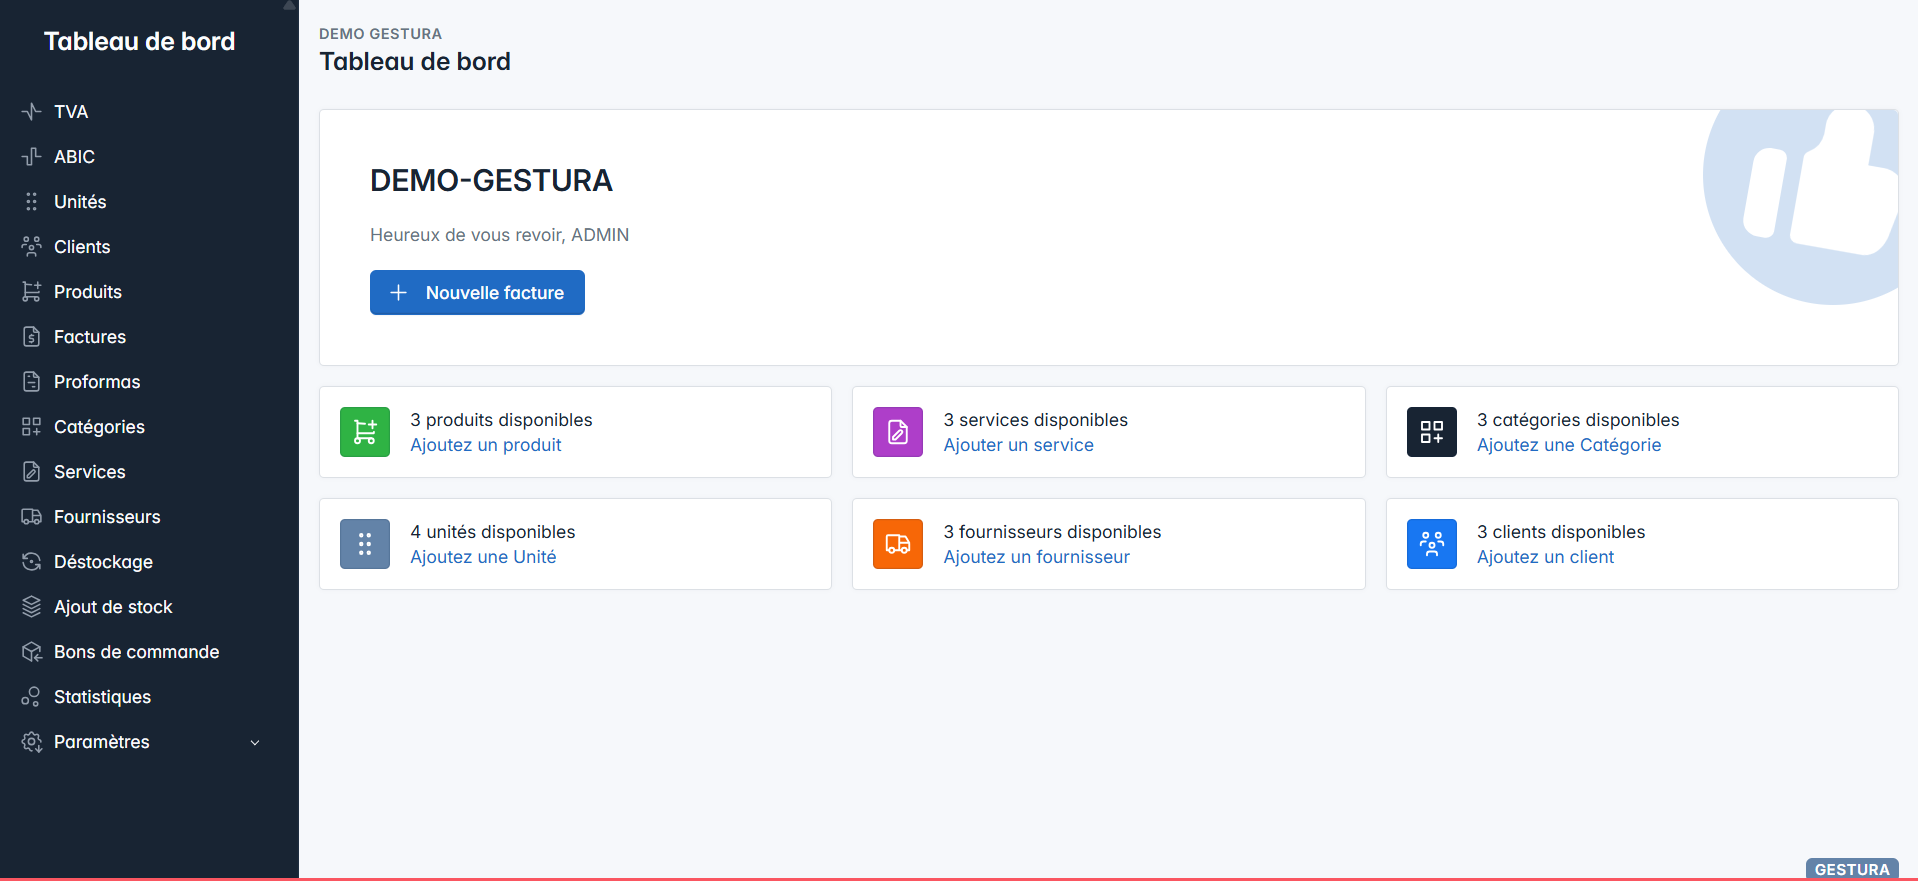 Tableau de bord
TVA
ABIC
Unités
Clients
Produits
Factures
Proformas
Catégories
Services
Fournisseurs
Déstockage
Ajout de stock
Bons de commande
Statistiques
Paramètres
DEMO GESTURA
Tableau de bord
DEMO-GESTURA
Heureux de vous revoir, ADMIN
Nouvelle facture
3 produits disponibles
Ajoutez un produit
3 services disponibles
Ajouter un service
3 catégories disponibles
Ajoutez une Catégorie
4 unités disponibles
Ajoutez une Unité
3 fournisseurs disponibles
Ajoutez un fournisseur
3 clients disponibles
Ajoutez un client
GESTURA